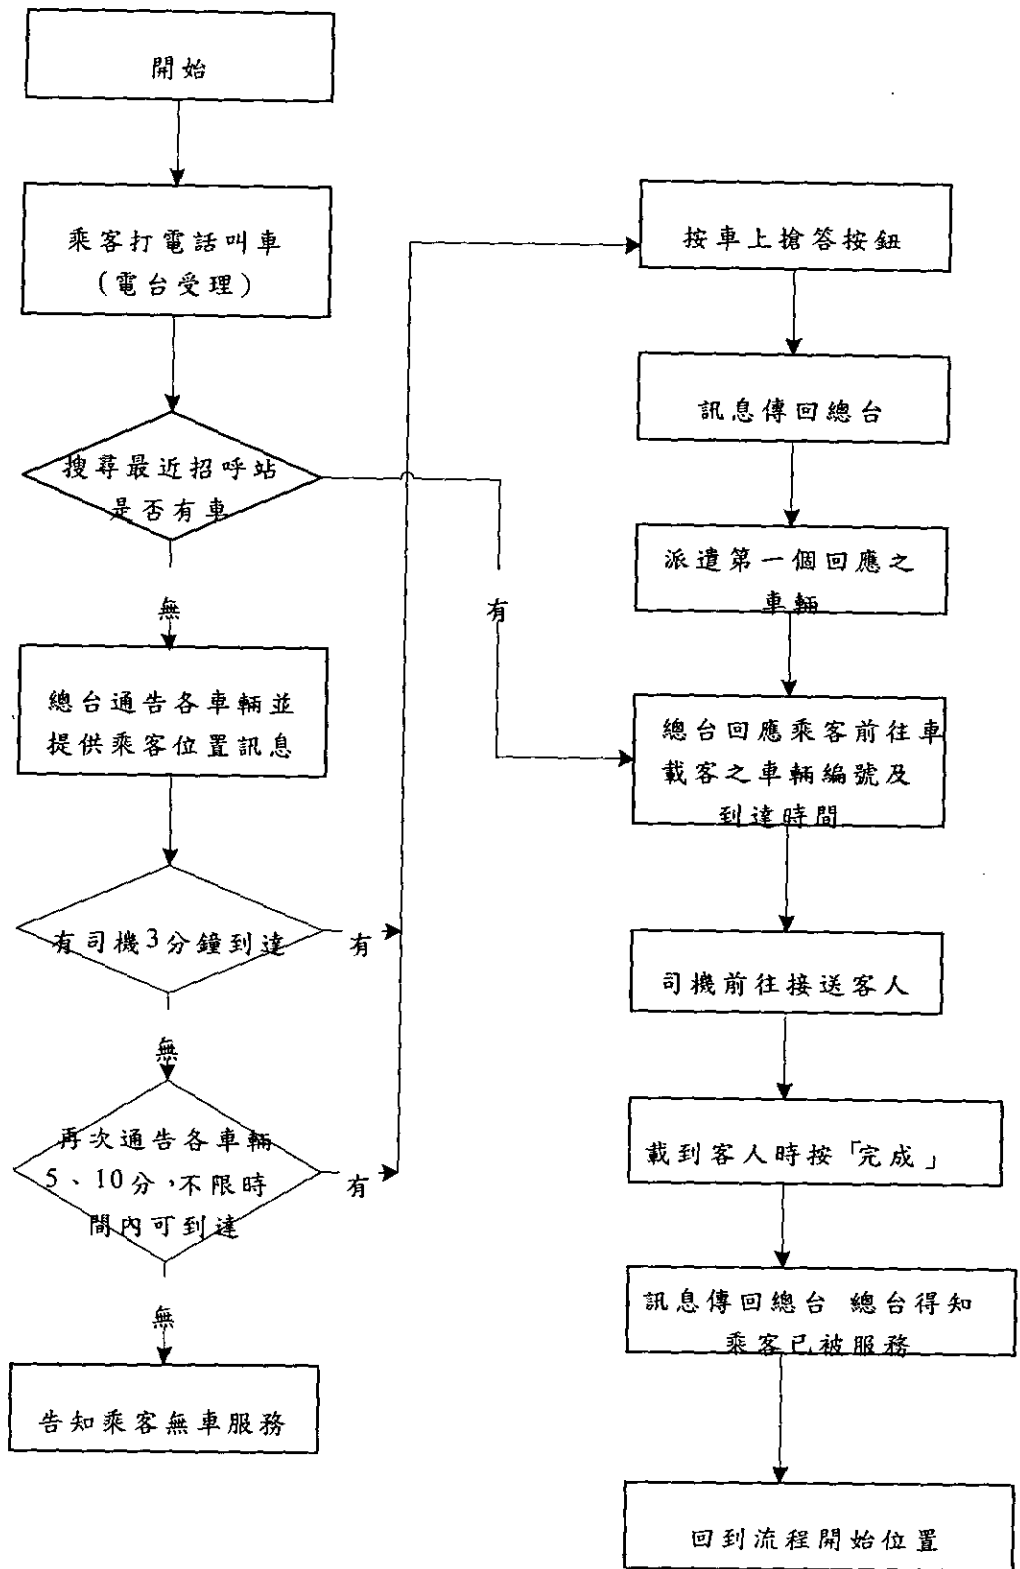 開始
乘客打電話叫車
(電台受理)
搜尋最近招呼站
是否有車
無
有
總台通告各車輛並
提供乘客位置訊息
有司機3分鐘到達
有
無
再次通告各車輛
5、10分，不限時
間內可到達
有
無
告知乘客無車服務
按車上搶答按鈕
訊息傳回總台
派遣第一個回應之
車輛
總台回應乘客前往車
載客之車輛編號及
到達時間
司機前往接送客人
載到客人時按「完成」
訊息傳回總台 總台得知
乘客已被服務
回到流程開始位置